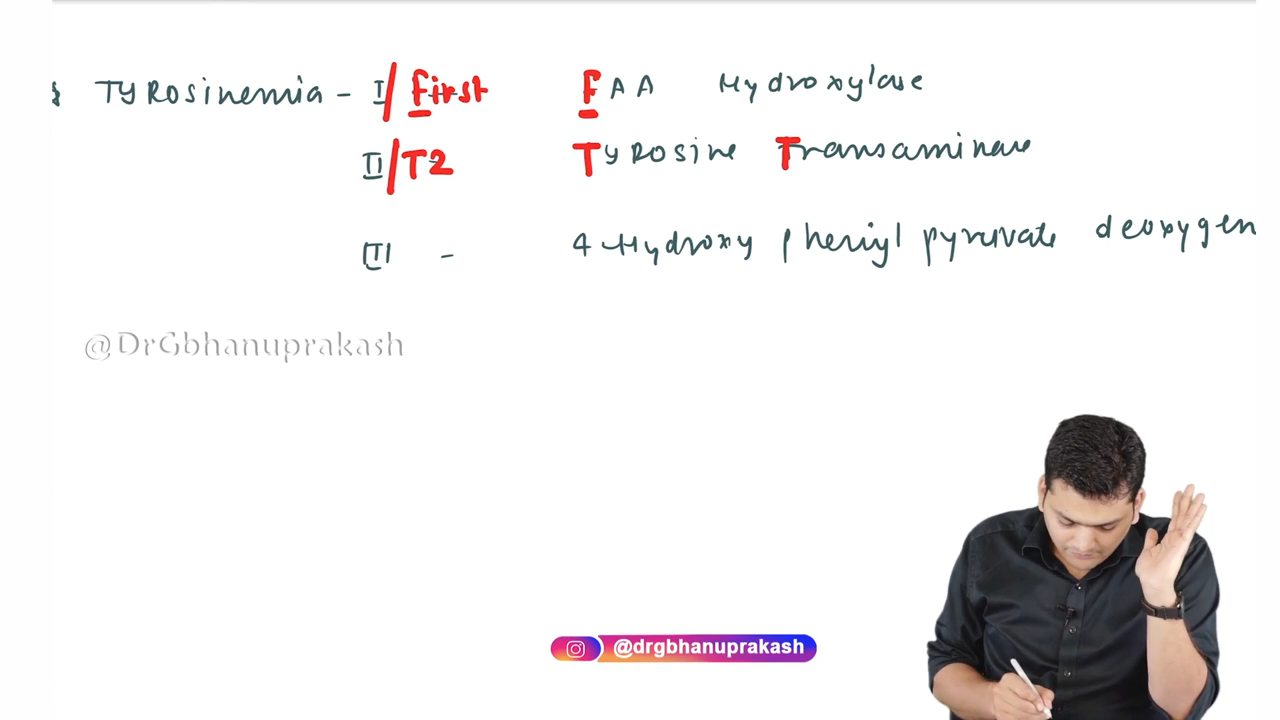 TYROSinemia - I/First FAA Hydroxylase
II/T2 TYROSine Transaminase
III - 4-Hydroxy phenyl pyruvate deoxygen
@DrGbhanuprakash
@drgbhanuprakash